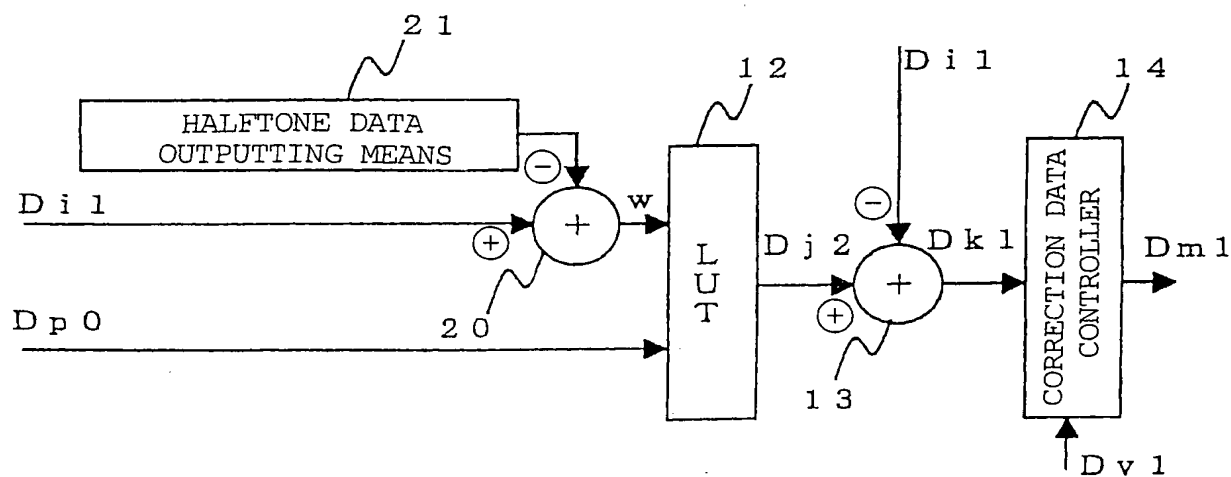 21
HALFTONE DATA
OUTPUTTING MEANS
−
Di1
+
+
20
w
Dp0
12
LUT
Dj2
Di1
−
+
+
13
Dk1
14
CORRECTION DATA
CONTROLLER
Dm1
Dv1